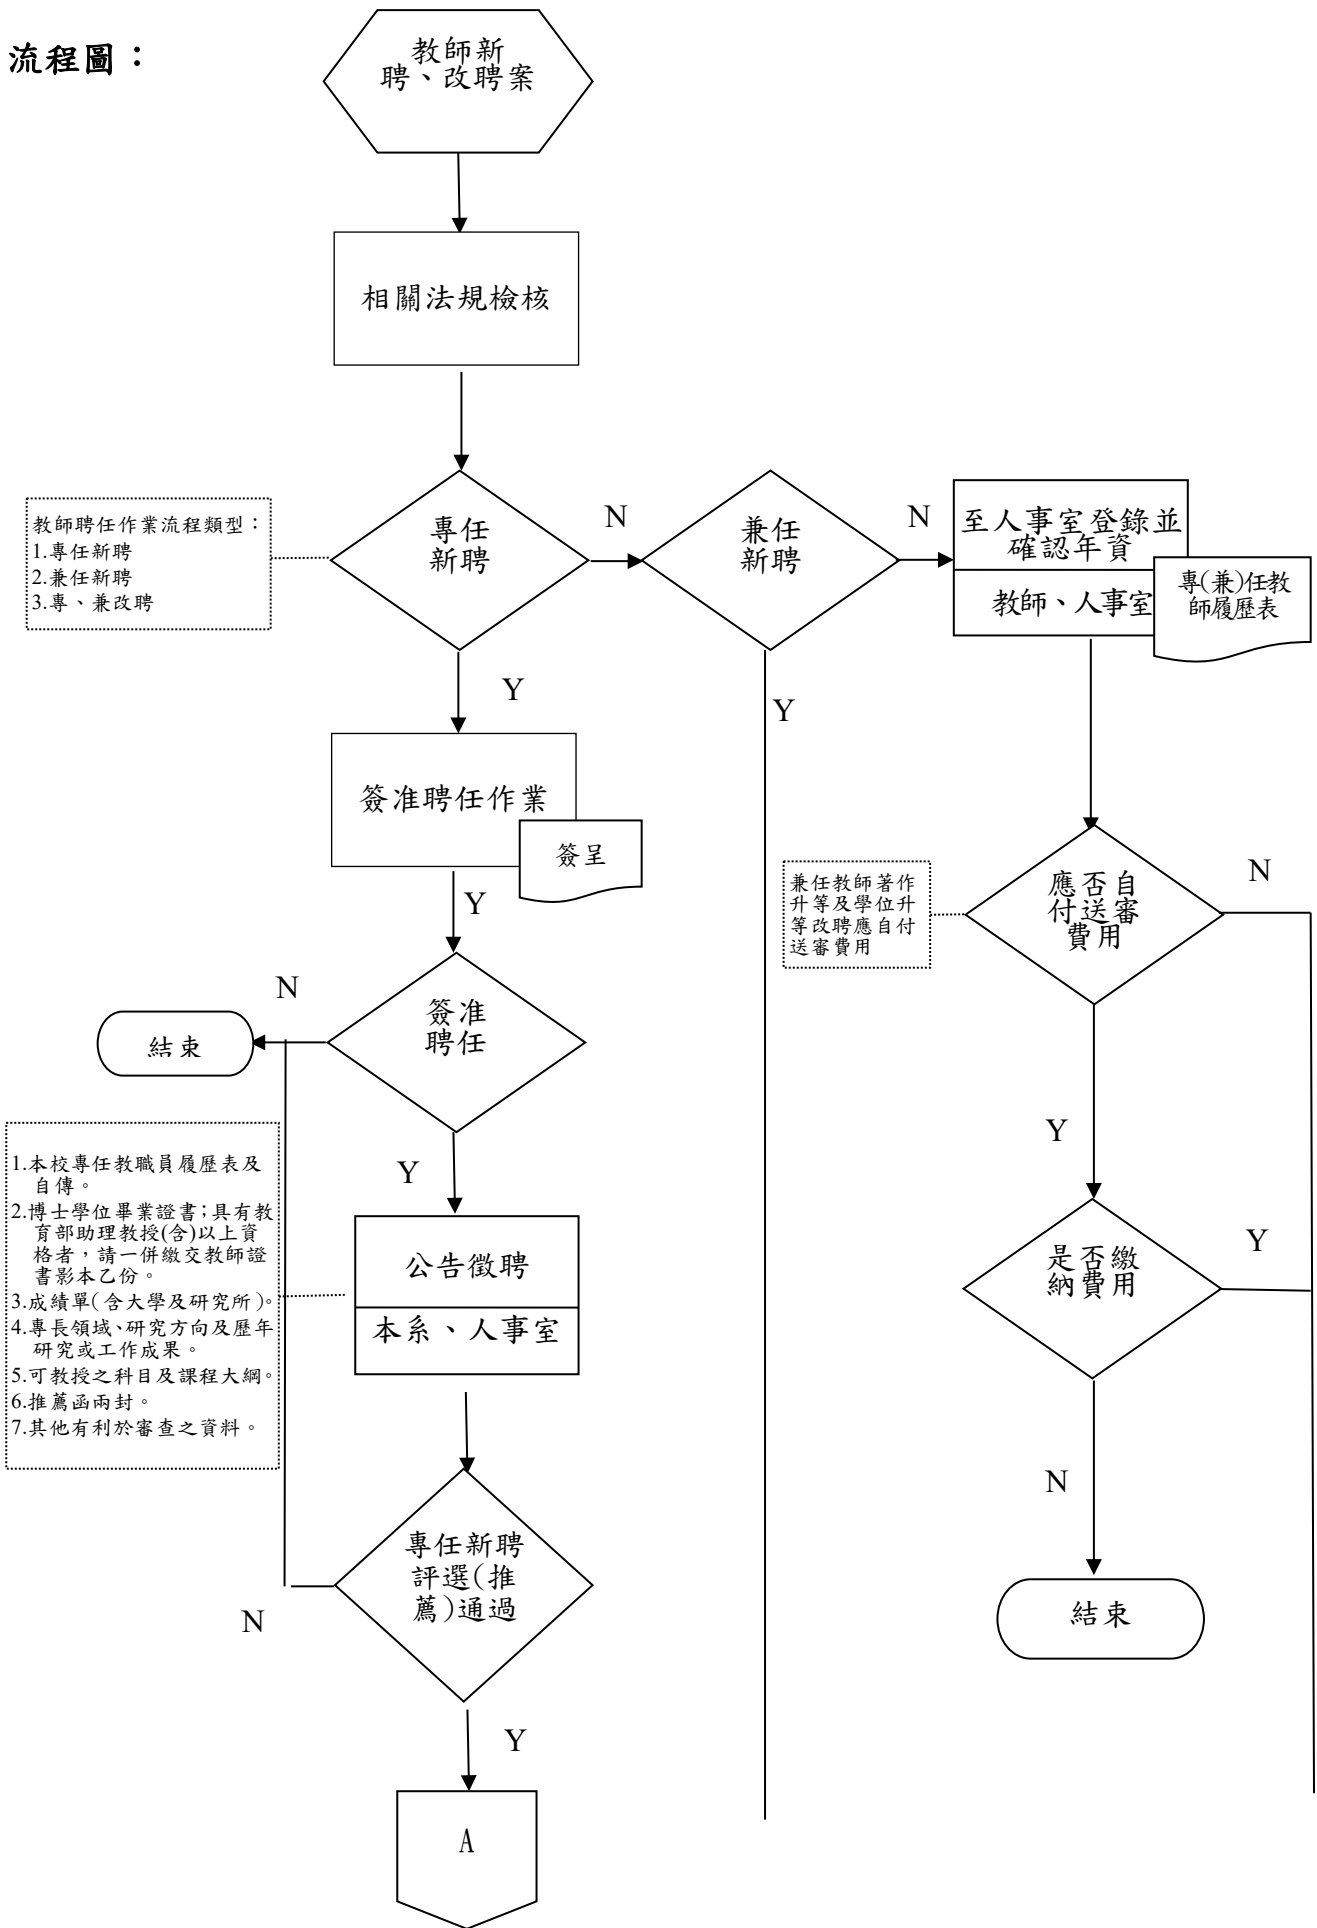 流程圖：
教師新
聘、改聘案
相關法規檢核
教師聘任作業流程類型：
1.專任新聘
2.兼任新聘
3.專、兼改聘
專任
新聘
N
兼任
新聘
N
至人事室登錄並
確認年資
教師、人事室
專(兼)任教
師履歷表
Y
Y
簽准聘任作業
簽呈
Y
兼任教師著作
升等及學位升
等改聘應自付
送審費用
應否自
付送審
費用
N
N
簽准
聘任
結束
Y
Y
1.本校專任教職員履歷表及
自傳。
2.博士學位畢業證書；具有教
育部助理教授(含)以上資
格者，請一併繳交教師證
書影本乙份。
3.成績單(含大學及研究所)。
4.專長領域、研究方向及歷年
研究或工作成果。
5.可教授之科目及課程大綱。
6.推薦函兩封。
7.其他有利於審查之資料。
公告徵聘
本系、人事室
是否繳
納費用
Y
N
專任新聘
評選(推
薦)通過
N
結束
Y
A